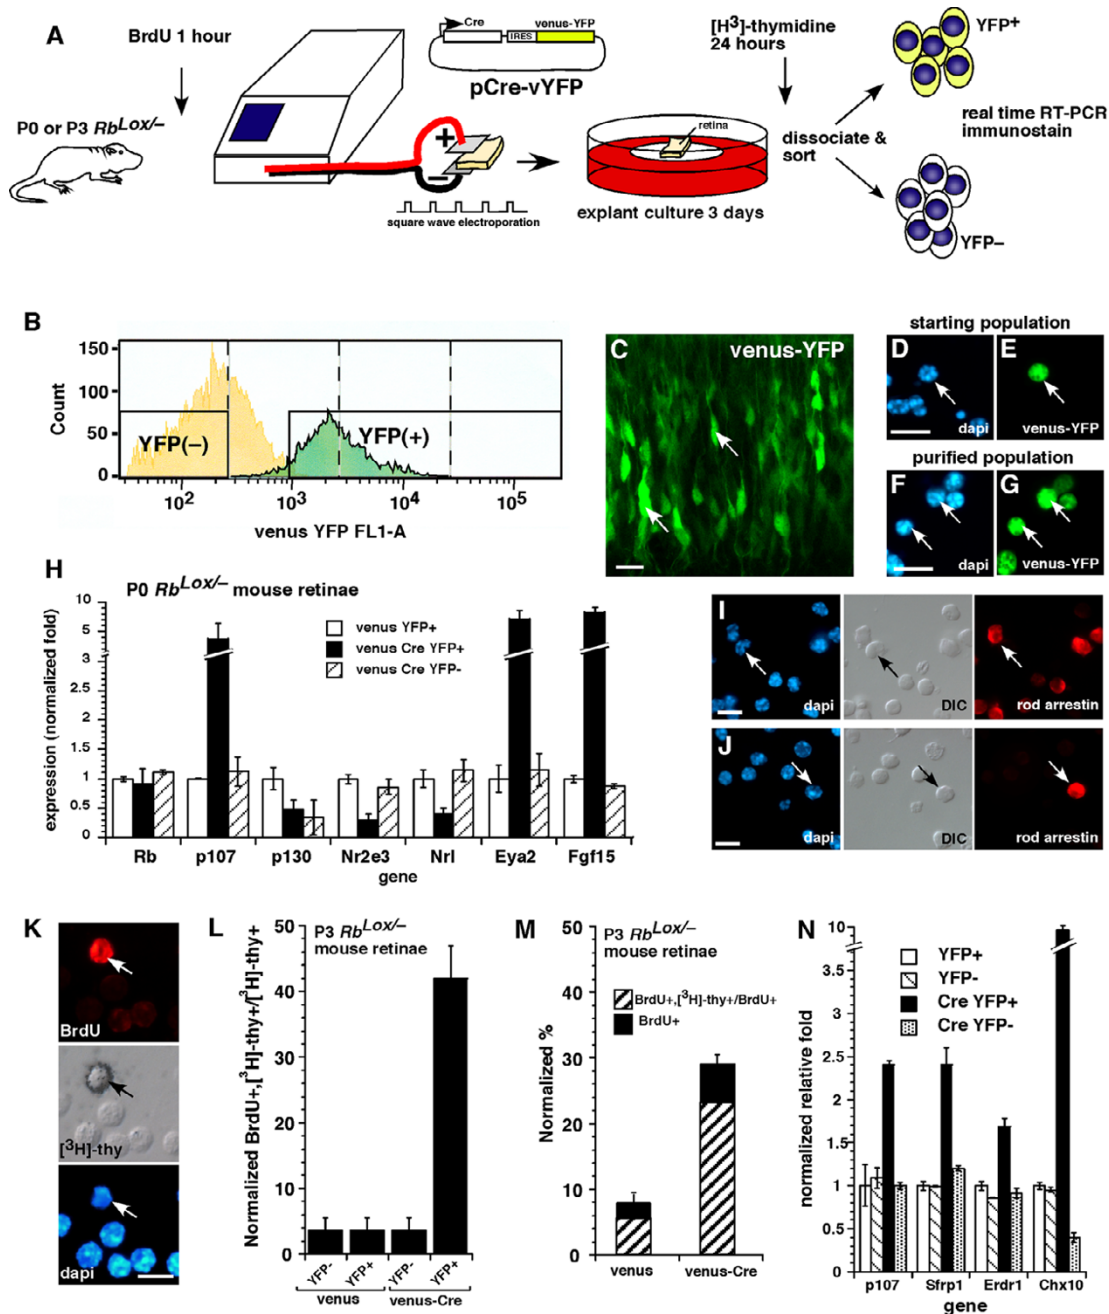 A
BrdU 1 hour
P0 or P3 Rb^Lox/–
Cre
venus-YFP
IRES
pCre-vYFP
+
–
square wave electroporation
[H³]-thymidine
24 hours
retina
explant culture 3 days
dissociate &
sort
YFP+
YFP–
real time RT-PCR
immunostain
B
Count
150
100
50
0
YFP(–)
YFP(+)
10²
10³
10⁴
10⁵
venus YFP FL1-A
C
venus-YFP
starting population
D
dapi
E
venus-YFP
purified population
F
dapi
G
venus-YFP
H
P0 Rb^Lox/– mouse retinae
venus YFP+
venus Cre YFP+
venus Cre YFP-
expression (normalized fold)
10
5
3
2
1.5
1
0.5
0
Rb
p107
p130
Nr2e3
Nrl
Eya2
Fgf15
gene
I
dapi
DIC
rod arrestin
J
dapi
DIC
rod arrestin
K
BrdU
[³H]-thy
dapi
L
P3 Rb^Lox/–
mouse retinae
Normalized BrdU+,[³H]-thy+/[³H]-thy+
50
40
30
20
10
0
YFP-
YFP+
YFP-
YFP+
venus
venus-Cre
M
P3 Rb^Lox/–
mouse retinae
BrdU+,[³H]-thy+/BrdU+
BrdU+
Normalized %
50
40
30
20
10
0
venus
venus-Cre
N
YFP+
YFP-
Cre YFP+
Cre YFP-
normalized relative fold
10
3.5
3
2.5
2
1.5
1
0.5
0
p107
Sfrp1
Erdr1
Chx10
gene